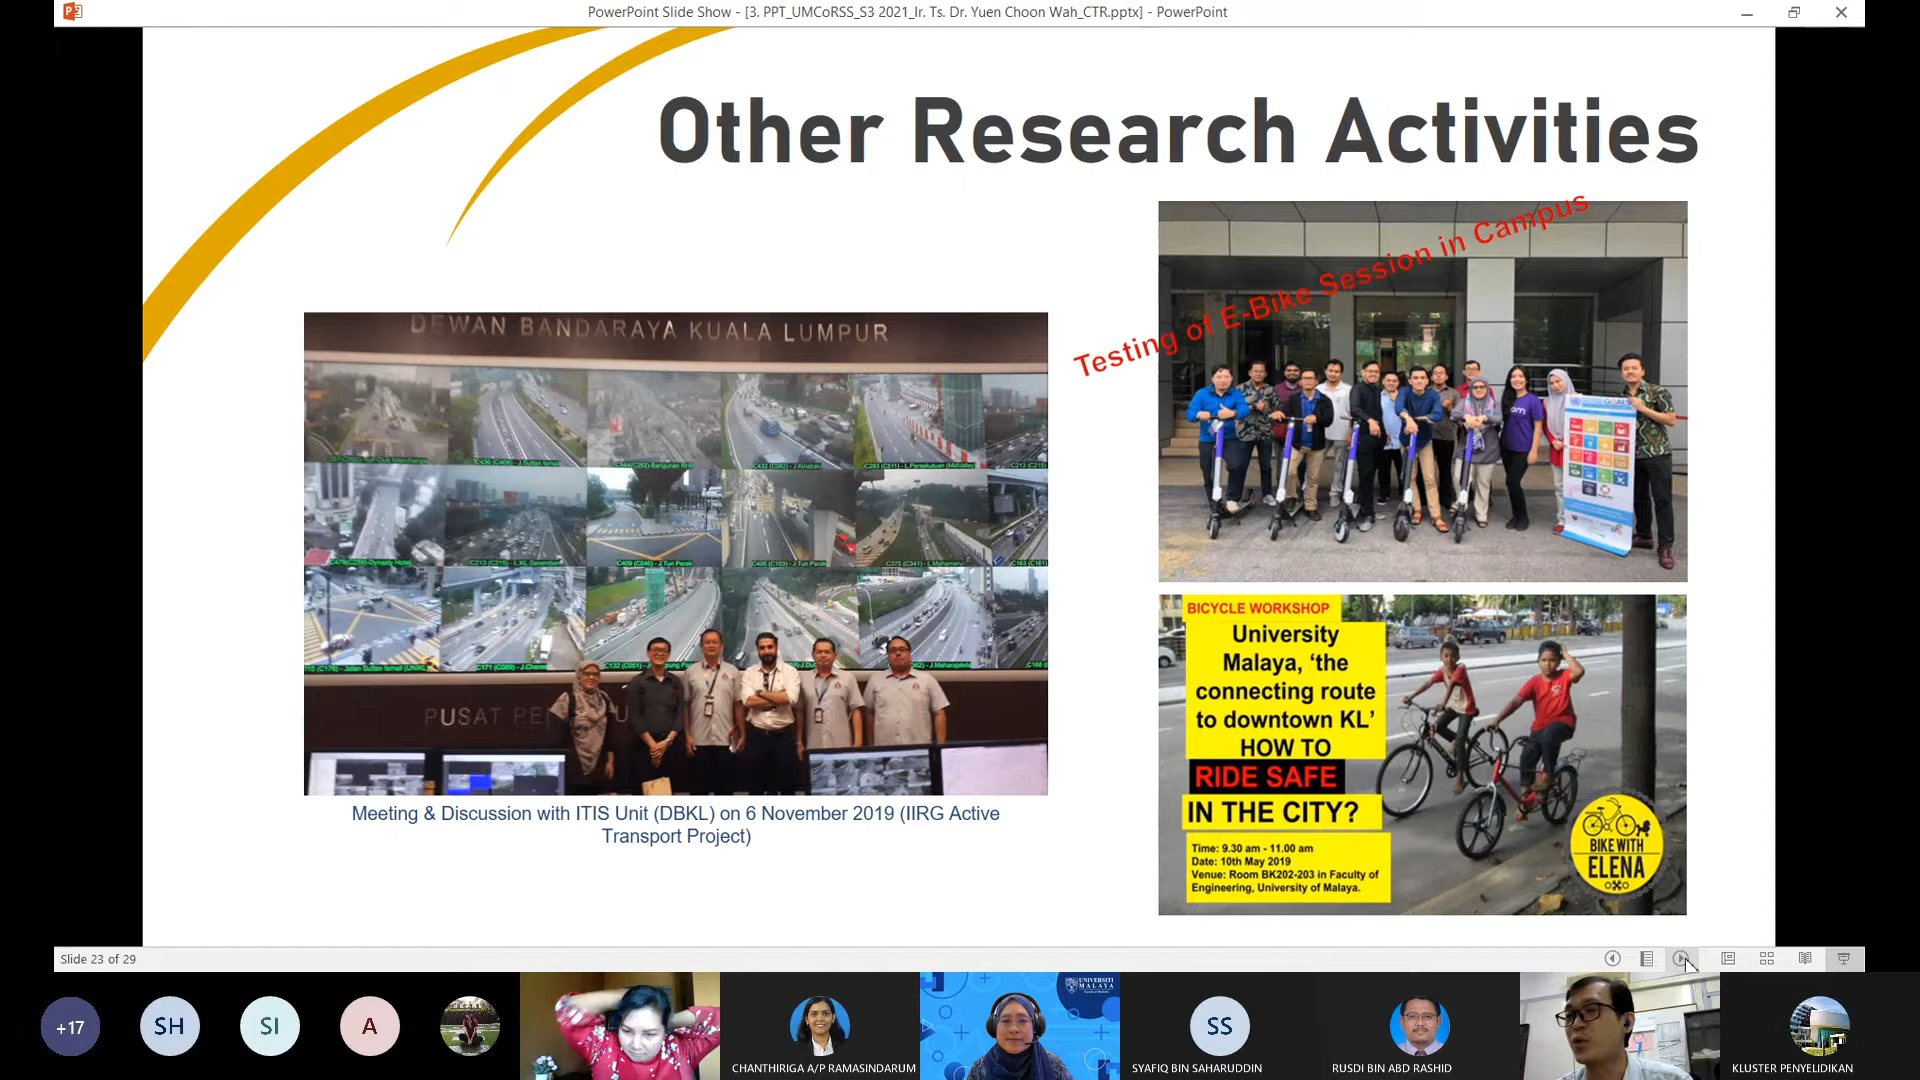 PowerPoint Slide Show - [3. PPT_UMCoRSS_S3 2021_Ir. Ts. Dr. Yuen Choon Wah_CTR.pptx] - PowerPoint
Other Research Activities
Testing of E-Bike Session in Campus
DEWAN BANDARAYA KUALA LUMPUR
PUSAT
Meeting & Discussion with ITIS Unit (DBKL) on 6 November 2019 (IIRG Active
Transport Project)
BICYCLE WORKSHOP
University
Malaya, ‘the
connecting route
to downtown KL’
HOW TO
RIDE SAFE
IN THE CITY?
Time: 9.30 am - 11.00 am
Date: 10th May 2019
Venue: Room BK202-203 in Faculty of
Engineering, University of Malaya.
BIKE WITH
ELENA
Slide 23 of 29
+17
SH
SI
A
CHANTHIRIGA A/P RAMASINDARUM
UNIVERSITI
MALAYA
SS
SYAFIQ BIN SAHARUDDIN
RUSDI BIN ABD RASHID
KLUSTER PENYELIDIKAN